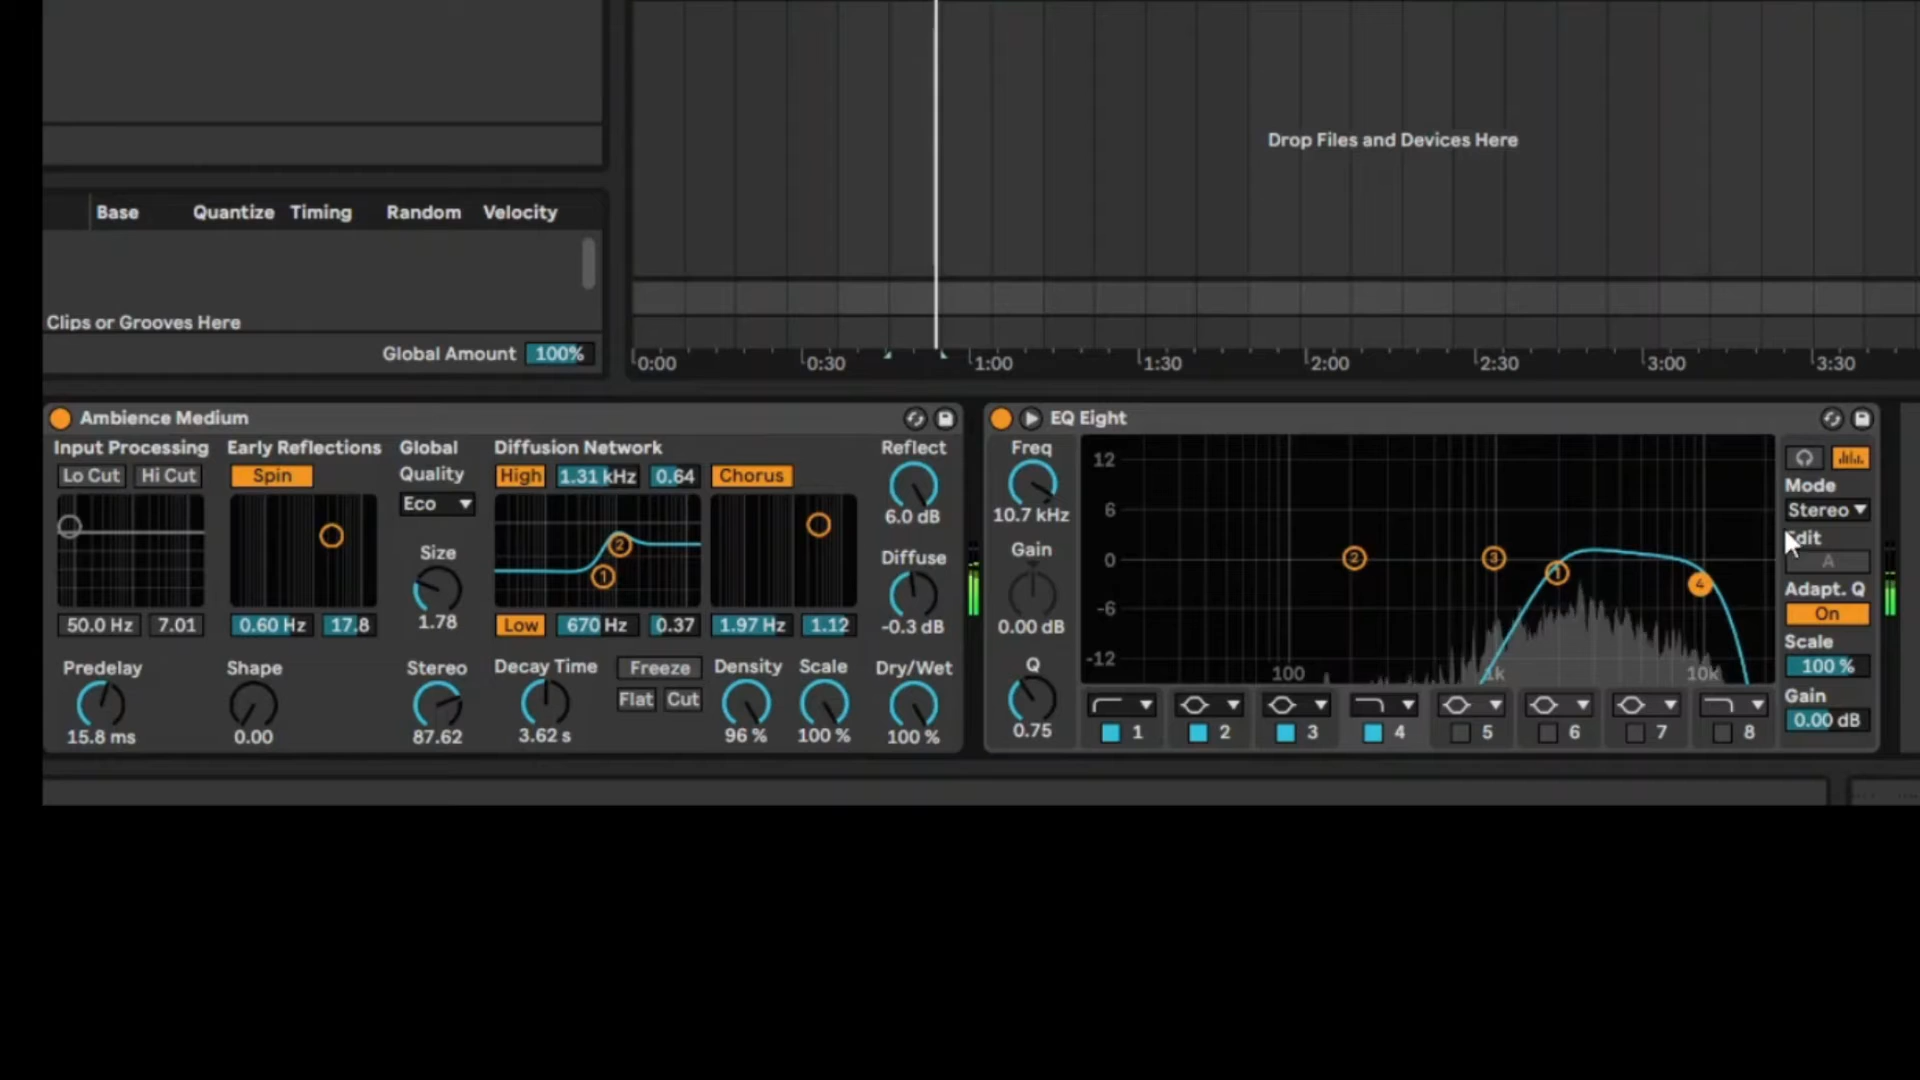 Drop Files and Devices Here
Base Quantize Timing Random Velocity
Clips or Grooves Here
Global Amount 100%
0:00 0:30 1:00 1:30 2:00 2:30 3:00 3:30
Ambience Medium
Input Processing Early Reflections Global Diffusion Network Reflect
Lo Cut Hi Cut Spin Quality High 1.31 kHz 0.64 Chorus
Eco
6.0 dB
2
1
Size
Diffuse
50.0 Hz 7.01 0.60 Hz 17.8 1.78 Low 670 Hz 0.37 1.97 Hz 1.12 -0.3 dB
Predelay Shape Stereo Decay Time Freeze Density Scale Dry/Wet
Flat Cut
15.8 ms 0.00 87.62 3.62 s 96 % 100 % 100 %
EQ Eight
Freq
10.7 kHz
Gain
0.00 dB
Q
0.75
12
6
0
-6
-12
2 3 1 4
100 1k 10k
1 2 3 4 5 6 7 8
Mode
Stereo
Edit
A
Adapt. Q
On
Scale
100 %
Gain
0.00 dB